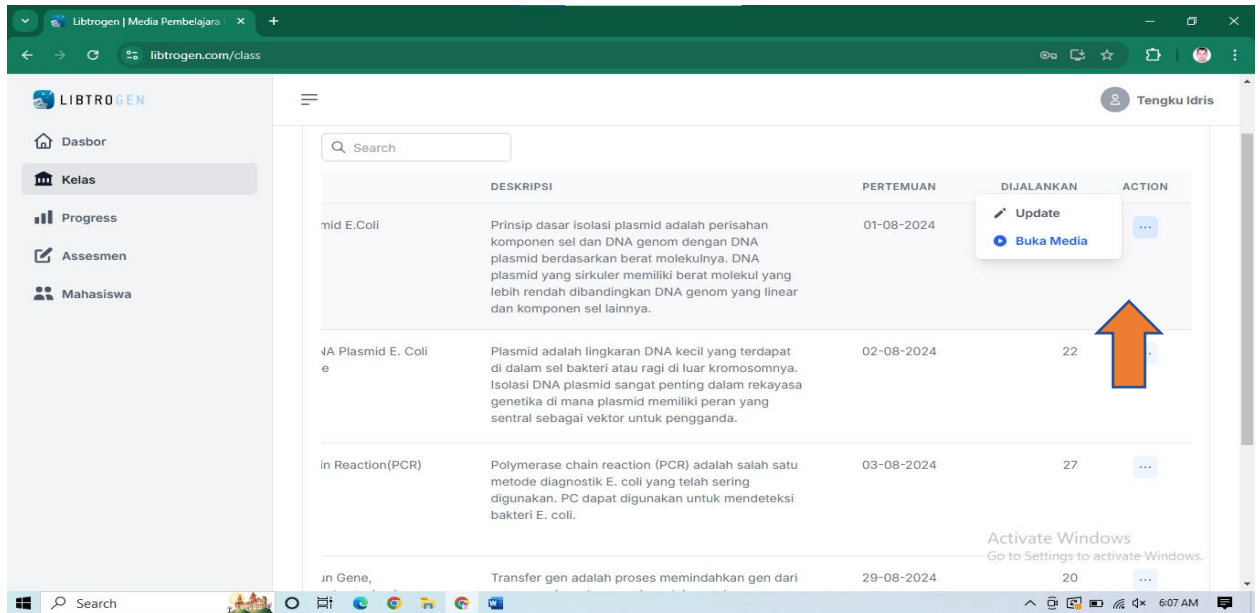 Libtrogen | Media Pembelajara
libtrogen.com/class
LIBTROGEN
Tengku Idris
Dasbor
Kelas
Progress
Assesmen
Mahasiswa
Search
DESKRIPSI PERTEMUAN DIJALANKAN ACTION
mid E.Coli
Prinsip dasar isolasi plasmid adalah perisahan
komponen sel dan DNA genom dengan DNA
plasmid berdasarkan berat molekulnya. DNA
plasmid yang sirkuler memiliki berat molekul yang
lebih rendah dibandingkan DNA genom yang linear
dan komponen sel lainnya.
01-08-2024
Update
Buka Media
NA Plasmid E. Coli
e
Plasmid adalah lingkaran DNA kecil yang terdapat
di dalam sel bakteri atau ragi di luar kromosomnya.
Isolasi DNA plasmid sangat penting dalam rekayasa
genetika di mana plasmid memiliki peran yang
sentral sebagai vektor untuk pengganda.
02-08-2024
22
in Reaction(PCR)
Polymerase chain reaction (PCR) adalah salah satu
metode diagnostik E. coli yang telah sering
digunakan. PC dapat digunakan untuk mendeteksi
bakteri E. coli.
03-08-2024
27
un Gene,
Transfer gen adalah proses memindahkan gen dari
29-08-2024
20
Activate Windows
Go to Settings to activate Windows.
Search
6:07 AM